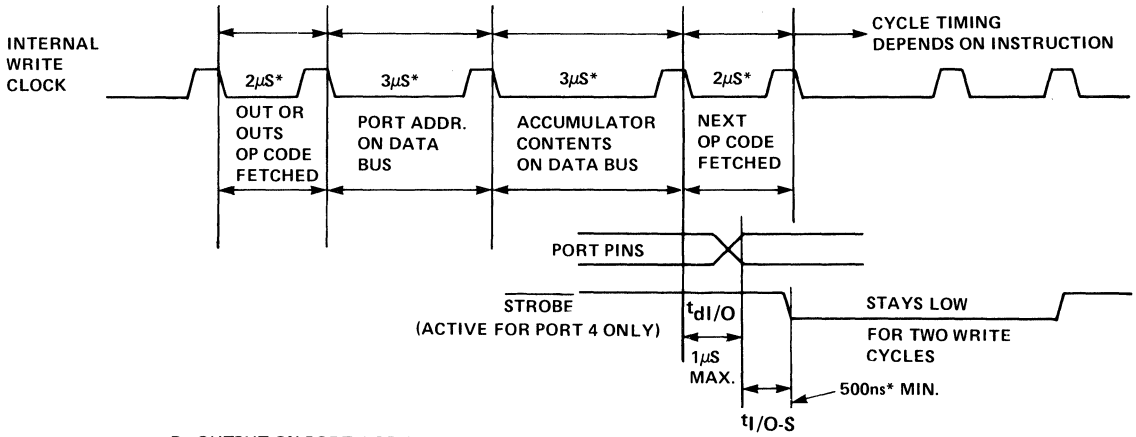 CYCLE TIMING
DEPENDS ON INSTRUCTION
INTERNAL
WRITE
CLOCK
2μS*
3μS*
3μS*
2μS*
OUT OR
OUTS
OP CODE
FETCHED
PORT ADDR.
ON DATA
BUS
ACCUMULATOR
CONTENTS
ON DATA BUS
NEXT
OP CODE
FETCHED
PORT PINS
STROBE
(ACTIVE FOR PORT 4 ONLY)
tdI/O
1μS
MAX.
STAYS LOW
FOR TWO WRITE
CYCLES
500ns* MIN.
tI/O-S